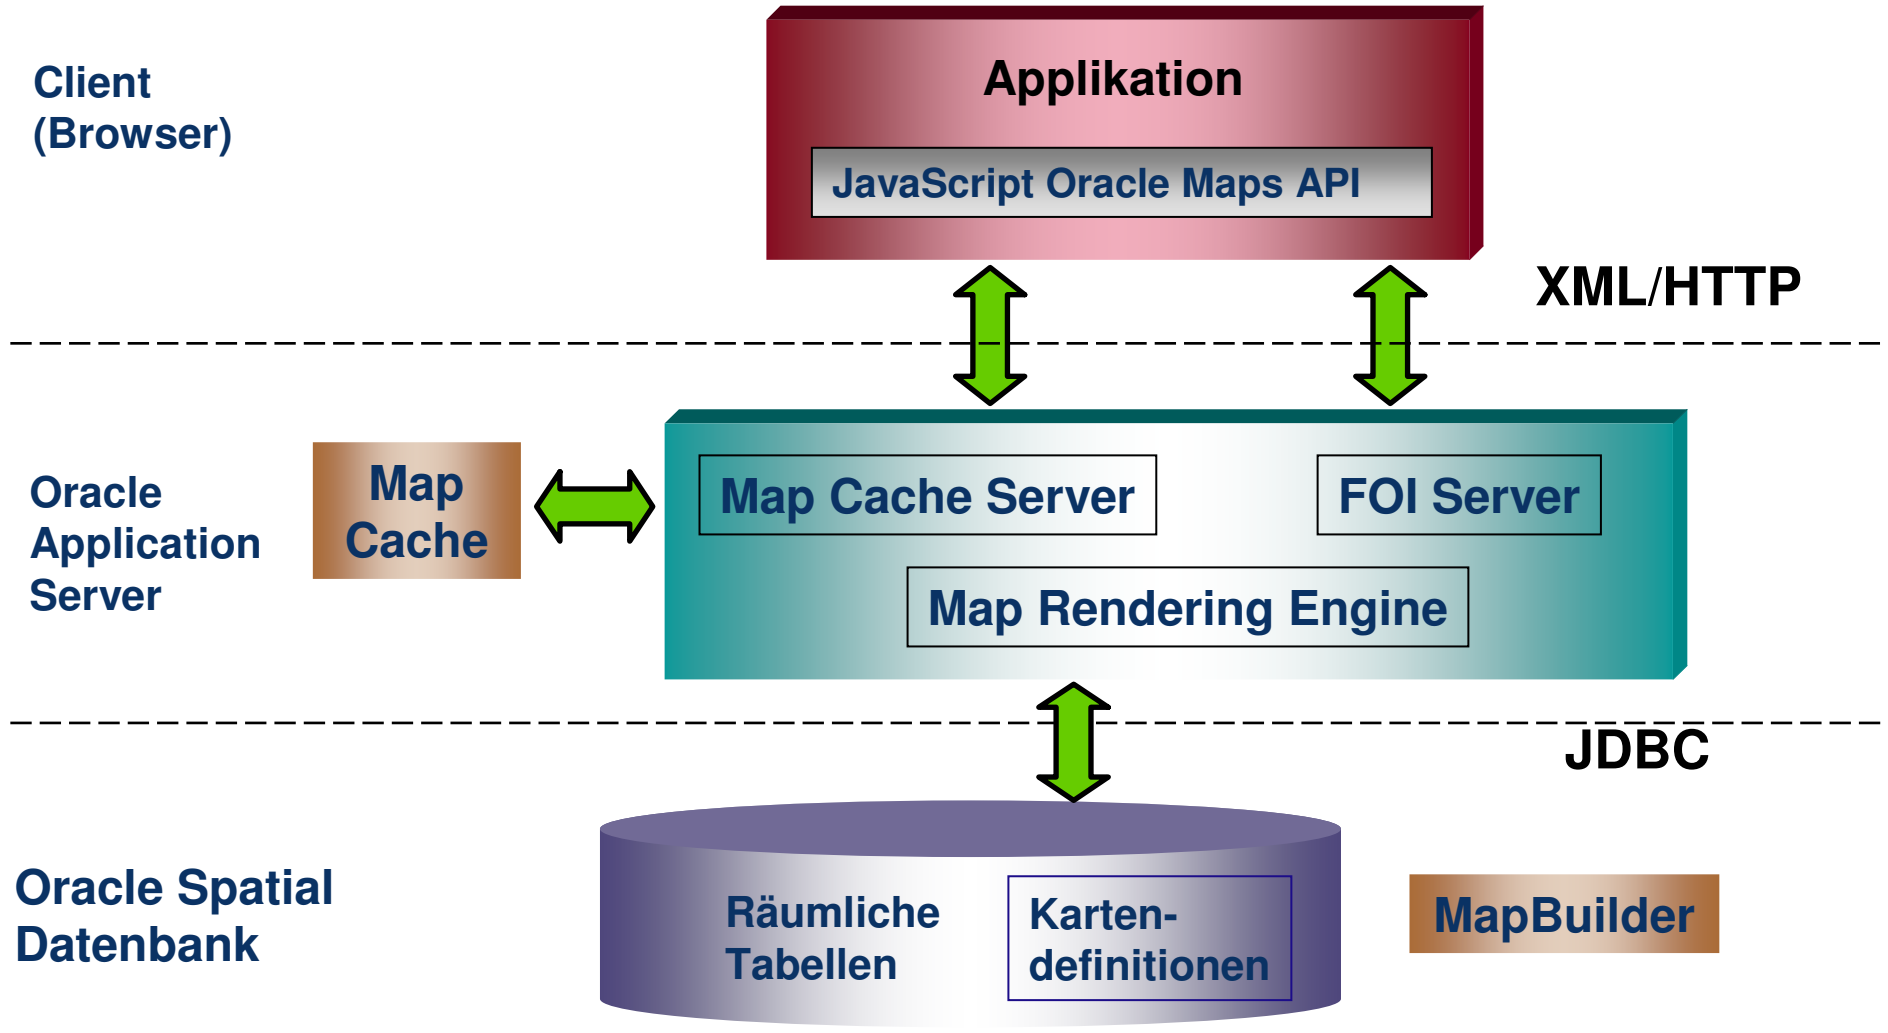 Client
(Browser)
Applikation
JavaScript Oracle Maps API
XML/HTTP
Oracle
Application
Server
Map
Cache
Map Cache Server
FOI Server
Map Rendering Engine
JDBC
Oracle Spatial
Datenbank
Räumliche
Tabellen
Karten-
definitionen
MapBuilder